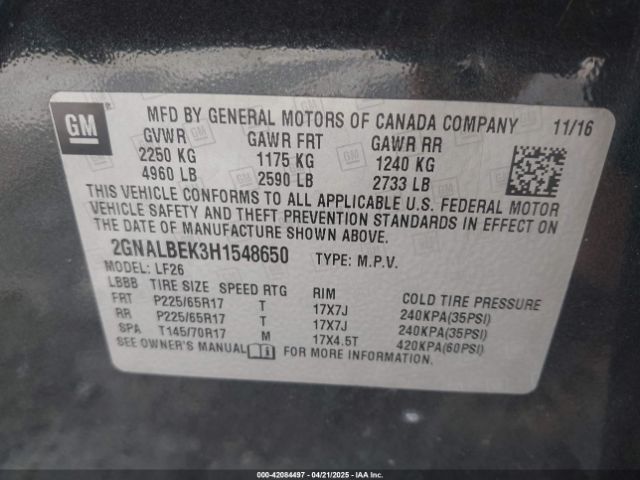 GM
MFD BY GENERAL MOTORS OF CANADA COMPANY 11/16
GVWR GAWR FRT GAWR RR
2250 KG 1175 KG 1240 KG
4960 LB 2590 LB 2733 LB
THIS VEHICLE CONFORMS TO ALL APPLICABLE U.S. FEDERAL MOTOR
VEHICLE SAFETY AND THEFT PREVENTION STANDARDS IN EFFECT ON
THE DATE OF MANUFACTURE SHOWN ABOVE.
2GNALBEK3H1548650 TYPE: M.P.V.
MODEL: LF26
LBBB TIRE SIZE SPEED RTG RIM COLD TIRE PRESSURE
FRT P225/65R17 T 17X7J 240KPA(35PSI)
RR P225/65R17 T 17X7J 240KPA(35PSI)
SPA T145/70R17 M 17X4.5T 420KPA(60PSI)
SEE OWNER'S MANUAL FOR MORE INFORMATION.
000-42084497 - 04/21/2025 - IAA Inc.